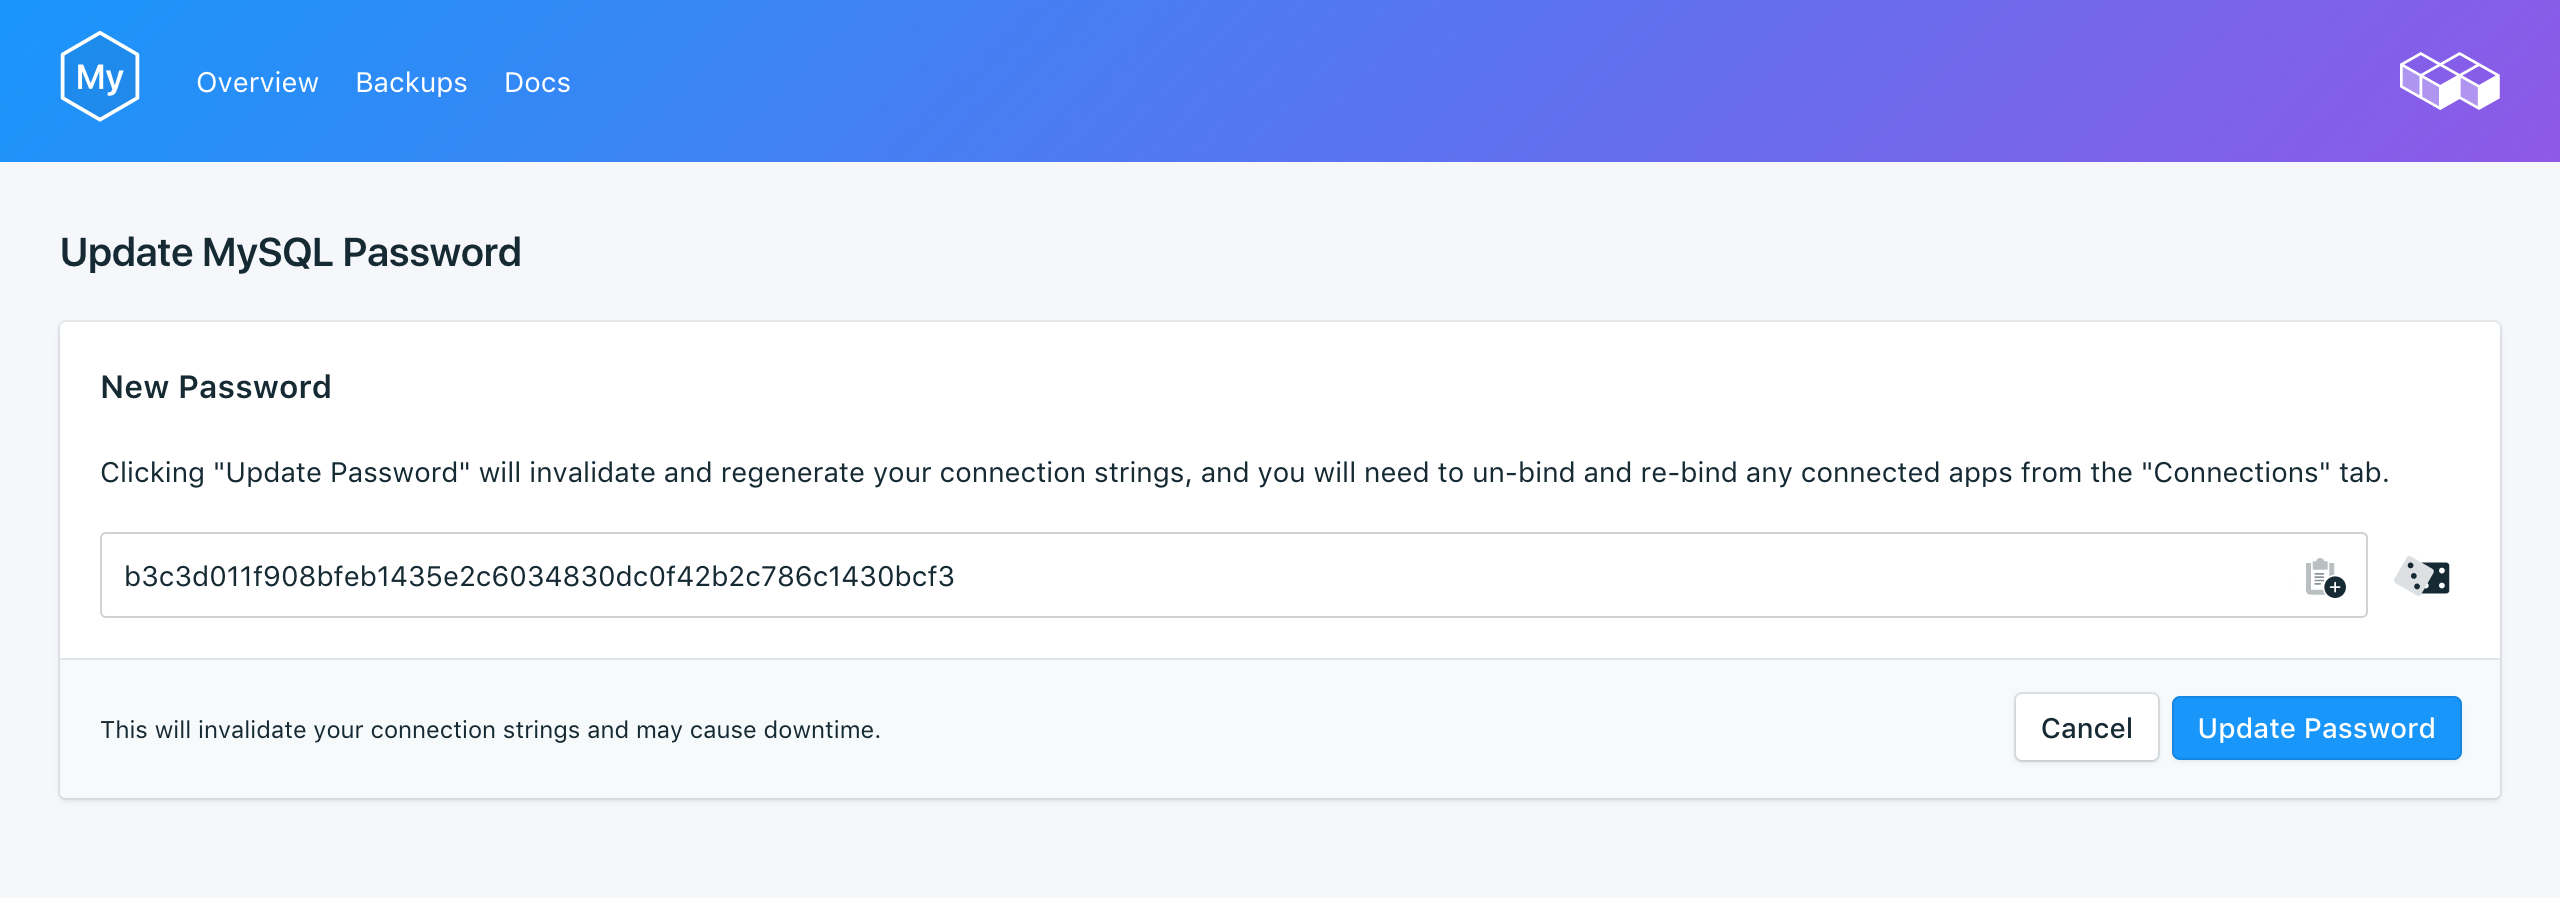 My
Overview Backups Docs
Update MySQL Password
New Password
Clicking "Update Password" will invalidate and regenerate your connection strings, and you will need to un-bind and re-bind any connected apps from the "Connections" tab.
b3c3d011f908bfeb1435e2c6034830dc0f42b2c786c1430bcf3
This will invalidate your connection strings and may cause downtime.
Cancel Update Password